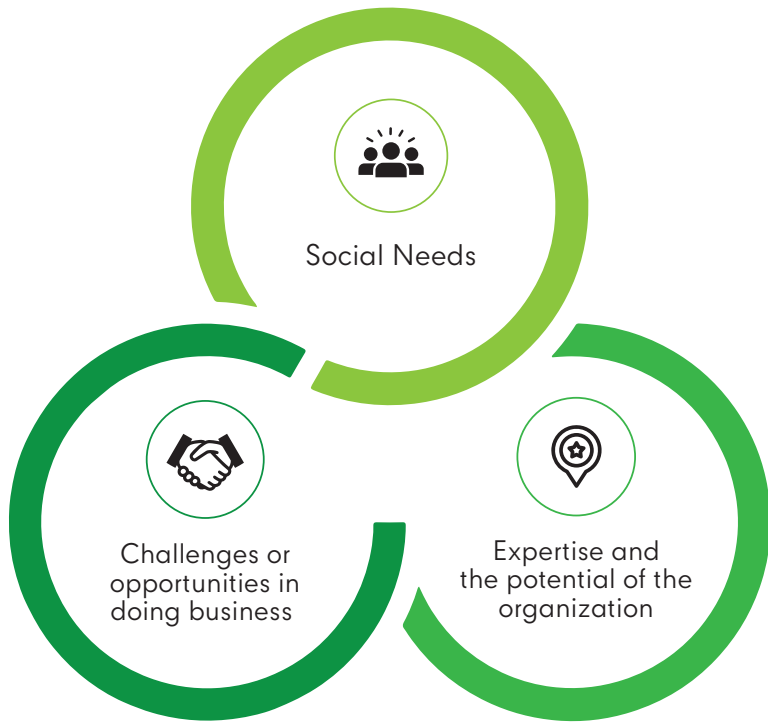 Social Needs
Challenges or
opportunities in
doing business
Expertise and
the potential of the
organization